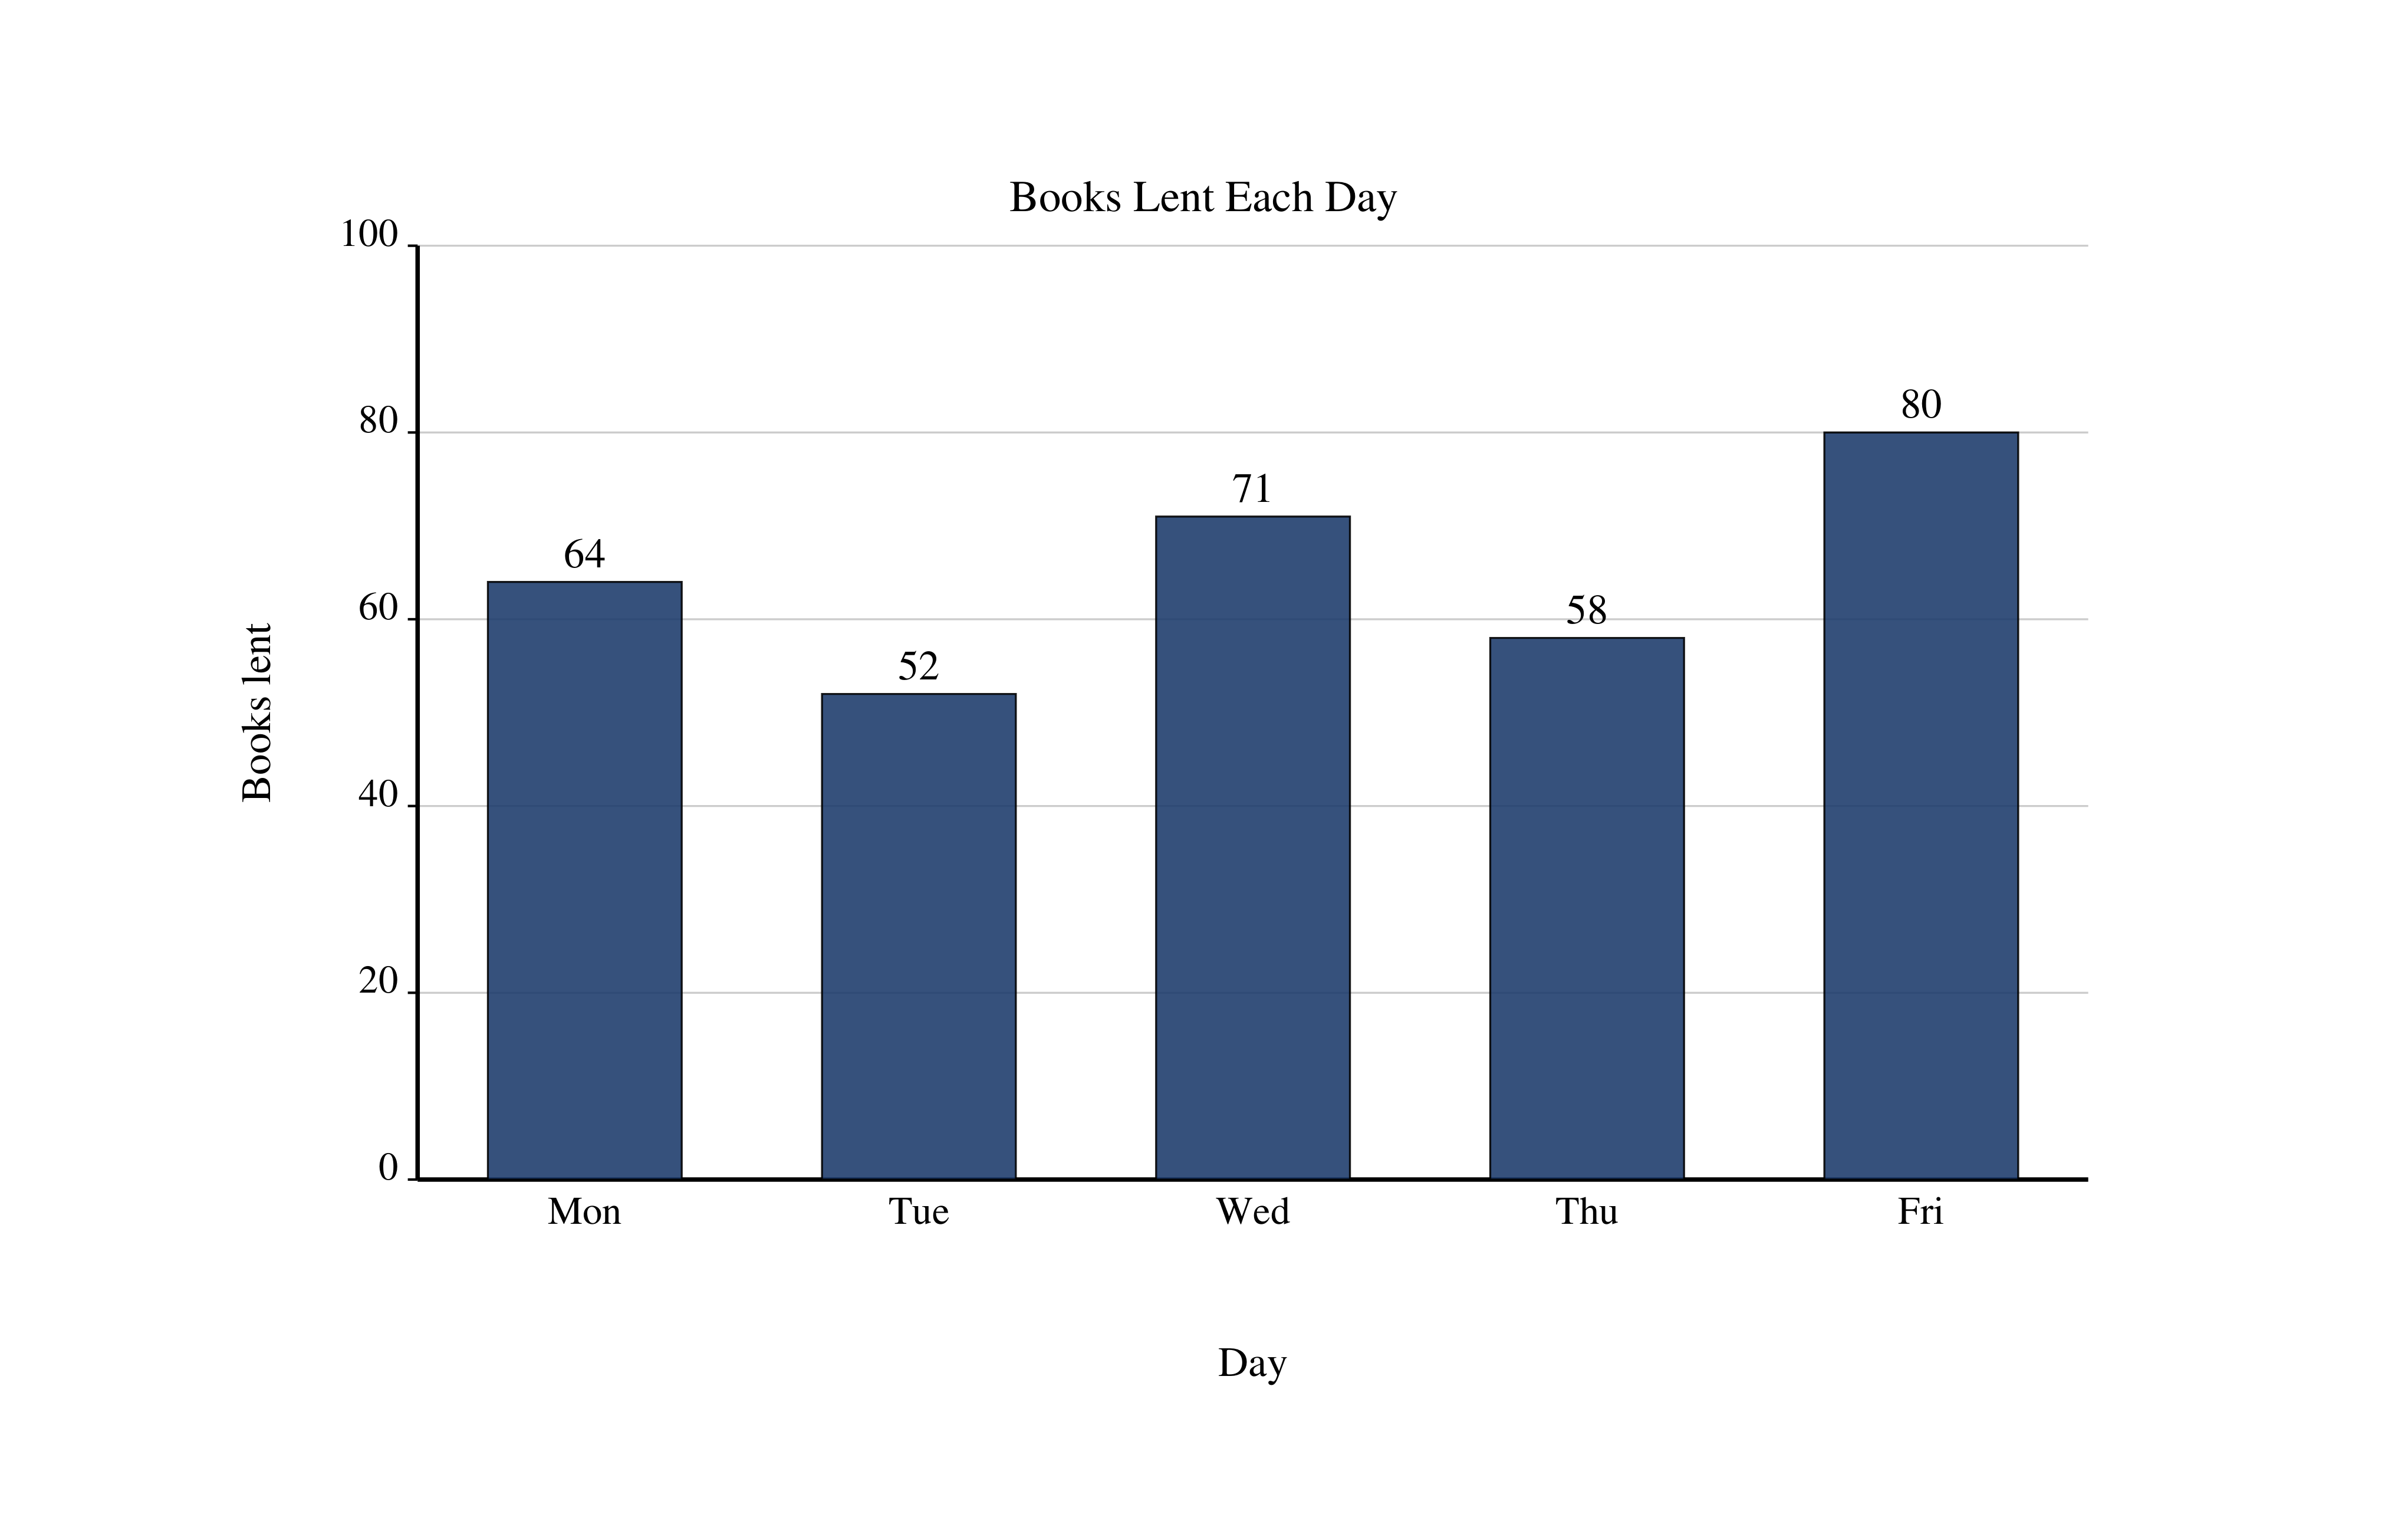 Books Lent Each Day
100
80
60
40
20
0
Books lent
64
52
71
58
80
Mon
Tue
Wed
Thu
Fri
Day